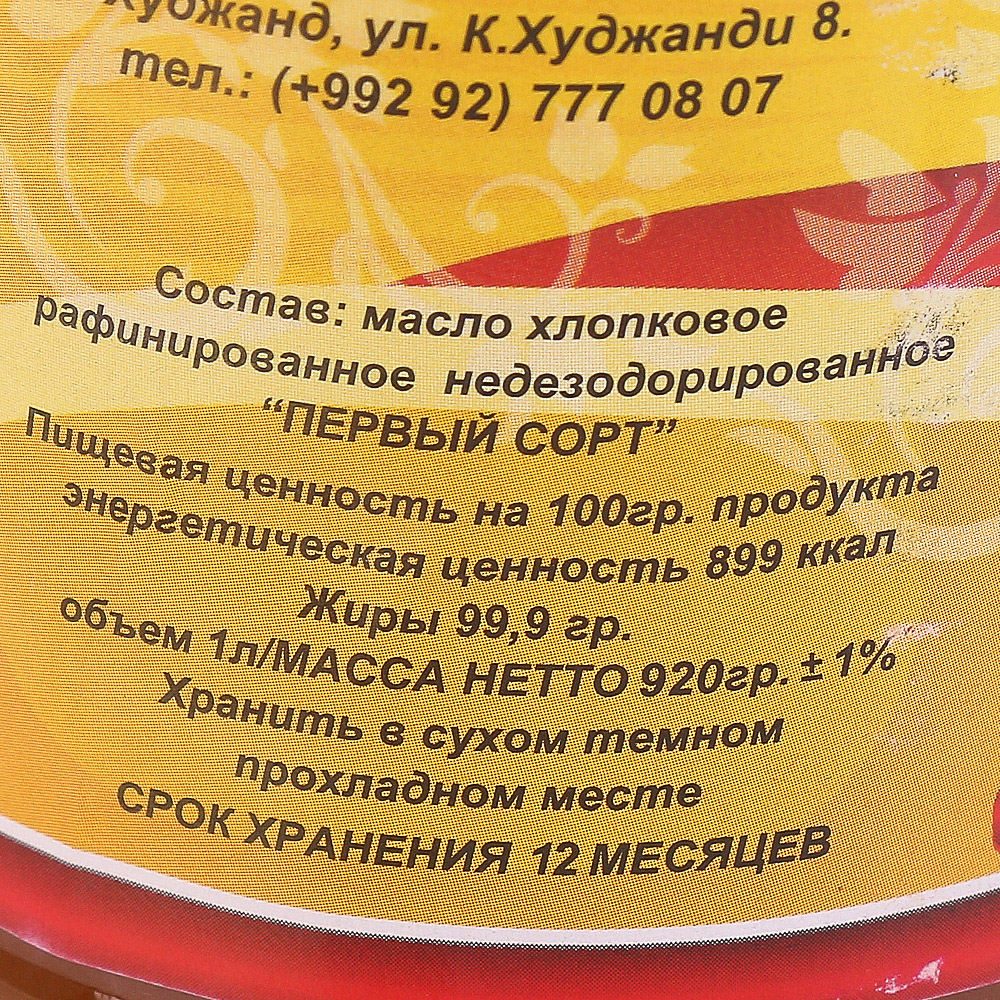 Худжанд, ул. К.Худжанди 8.
тел.: (+992 92) 777 08 07
Состав: масло хлопковое
рафинированное недезодорированное
“ПЕРВЫЙ СОРТ”
Пищевая ценность на 100гр. продукта
энергетическая ценность 899 ккал
Жиры 99,9 гр.
объем 1л/МАССА НЕТТО 920гр. ± 1%
Хранить в сухом темном
прохладном месте
СРОК ХРАНЕНИЯ 12 МЕСЯЦЕВ